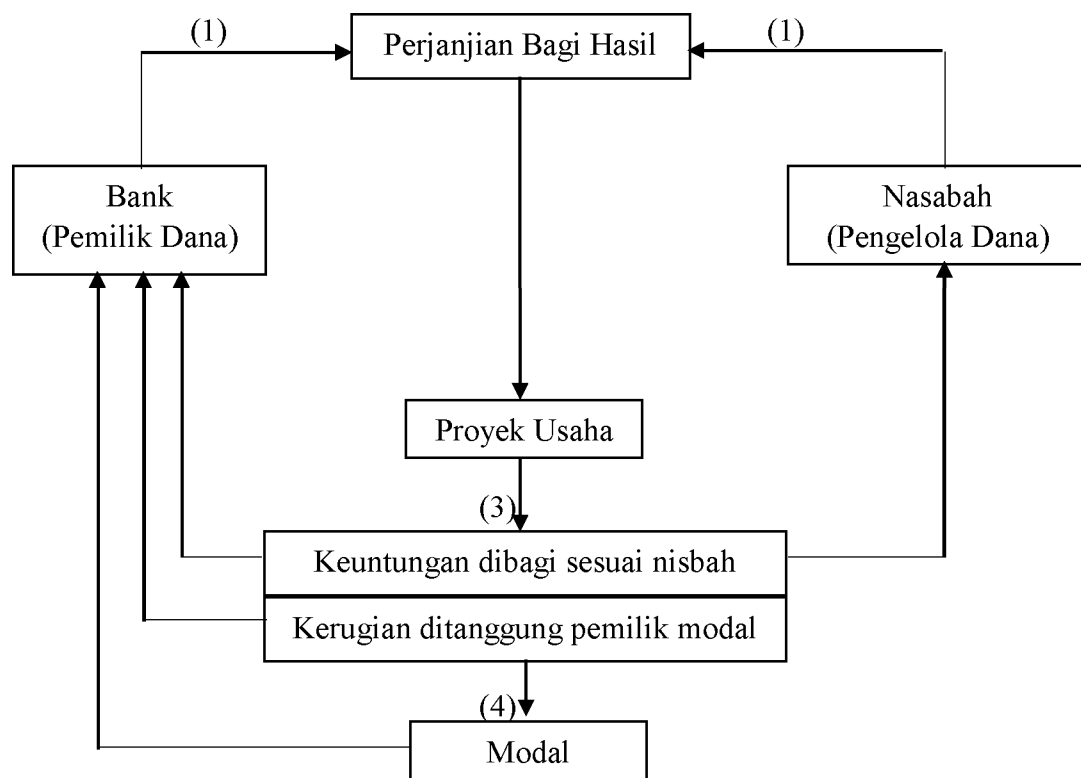 (1)
Perjanjian Bagi Hasil
(1)
Bank
(Pemilik Dana)
Nasabah
(Pengelola Dana)
Proyek Usaha
(3)
Keuntungan dibagi sesuai nisbah
Kerugian ditanggung pemilik modal
(4)
Modal